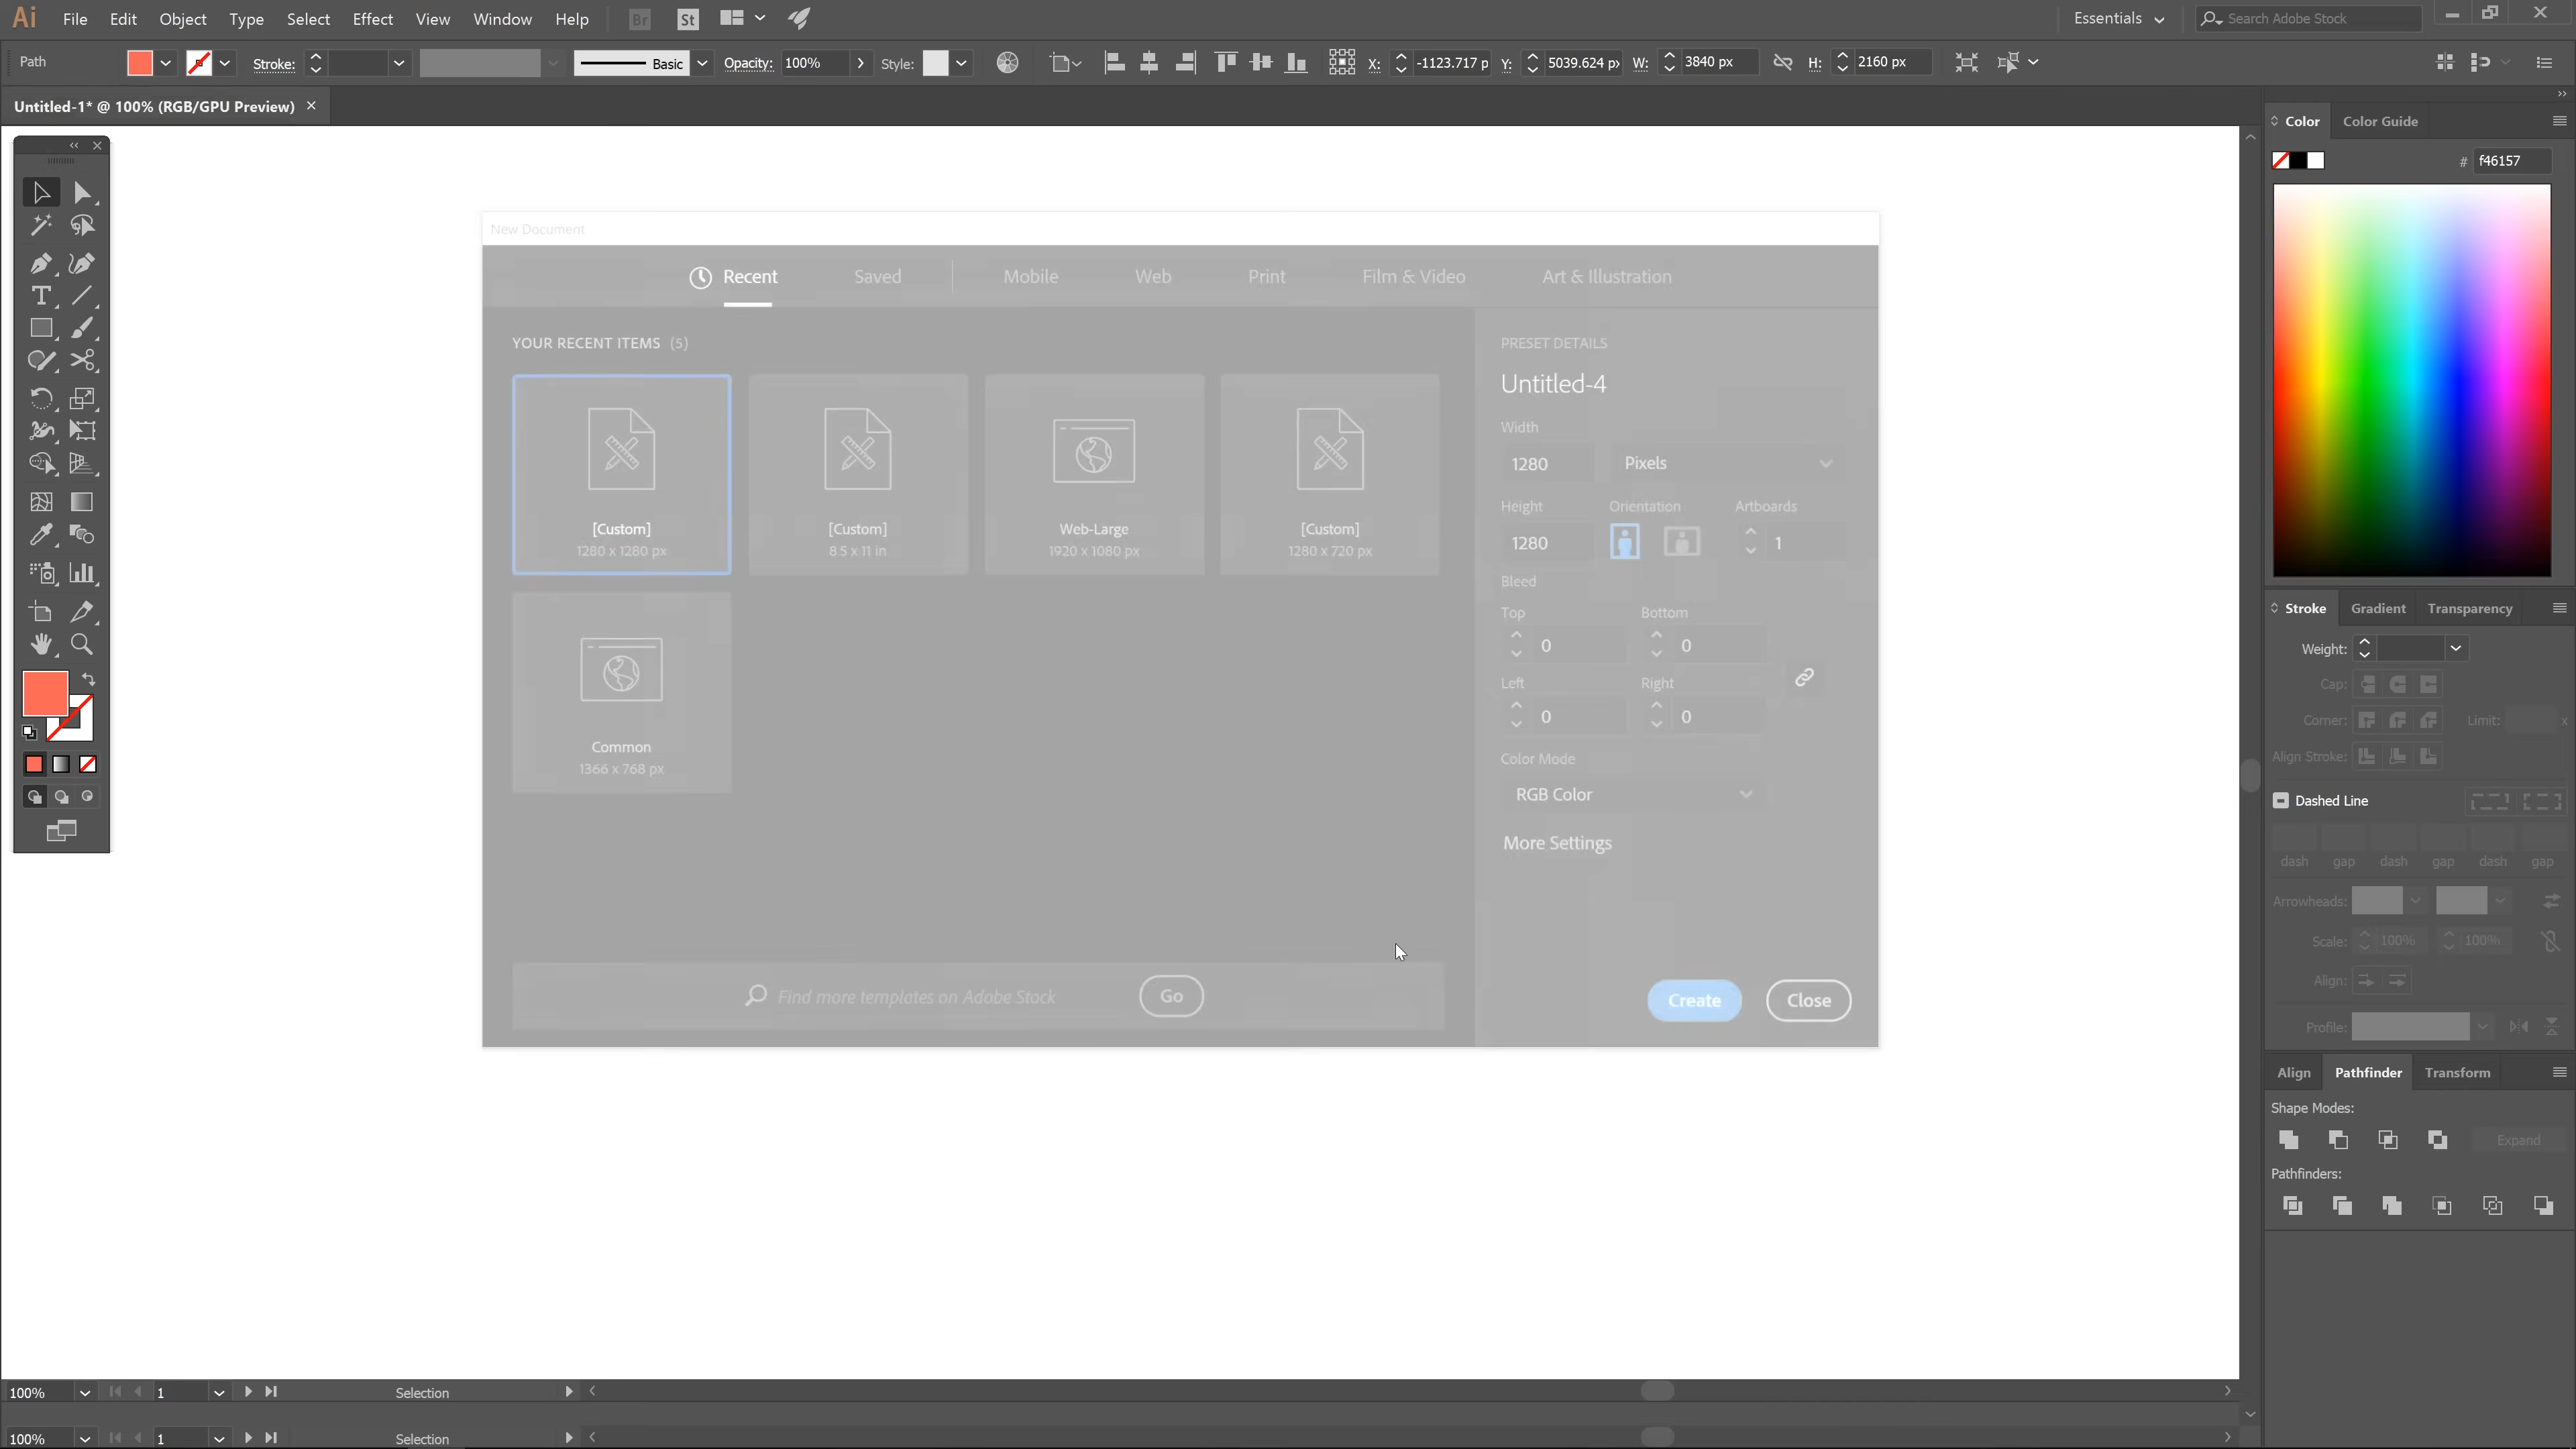 Ai File Edit Object Type Select Effect View Window Help Br St Essentials Search Adobe Stock
Path Stroke: Basic Opacity: 100% Style: X: -1123.717 p Y: 5039.624 px W: 3840 px H: 2160 px
Untitled-1* @ 100% (RGB/GPU Preview)
Color Color Guide
# f46157
New Document
Recent Saved Mobile Web Print Film & Video Art & Illustration
YOUR RECENT ITEMS (5)
[Custom]
1280 x 1280 px
[Custom]
8.5 x 11 in
Web-Large
1920 x 1080 px
[Custom]
1280 x 720 px
Common
1366 x 768 px
Find more templates on Adobe Stock Go
PRESET DETAILS
Untitled-4
Width
1280 Pixels
Height Orientation Artboards
1280 1
Bleed
Top Bottom
0 0
Left Right
0 0
Color Mode
RGB Color
More Settings
Create Close
Stroke Gradient Transparency
Weight:
Cap:
Corner: Limit: x
Align Stroke:
Dashed Line
dash gap dash gap dash gap
Arrowheads:
Scale: 100% 100%
Align:
Profile:
Align Pathfinder Transform
Shape Modes:
Expand
Pathfinders:
100% 1 Selection
100% 1 Selection